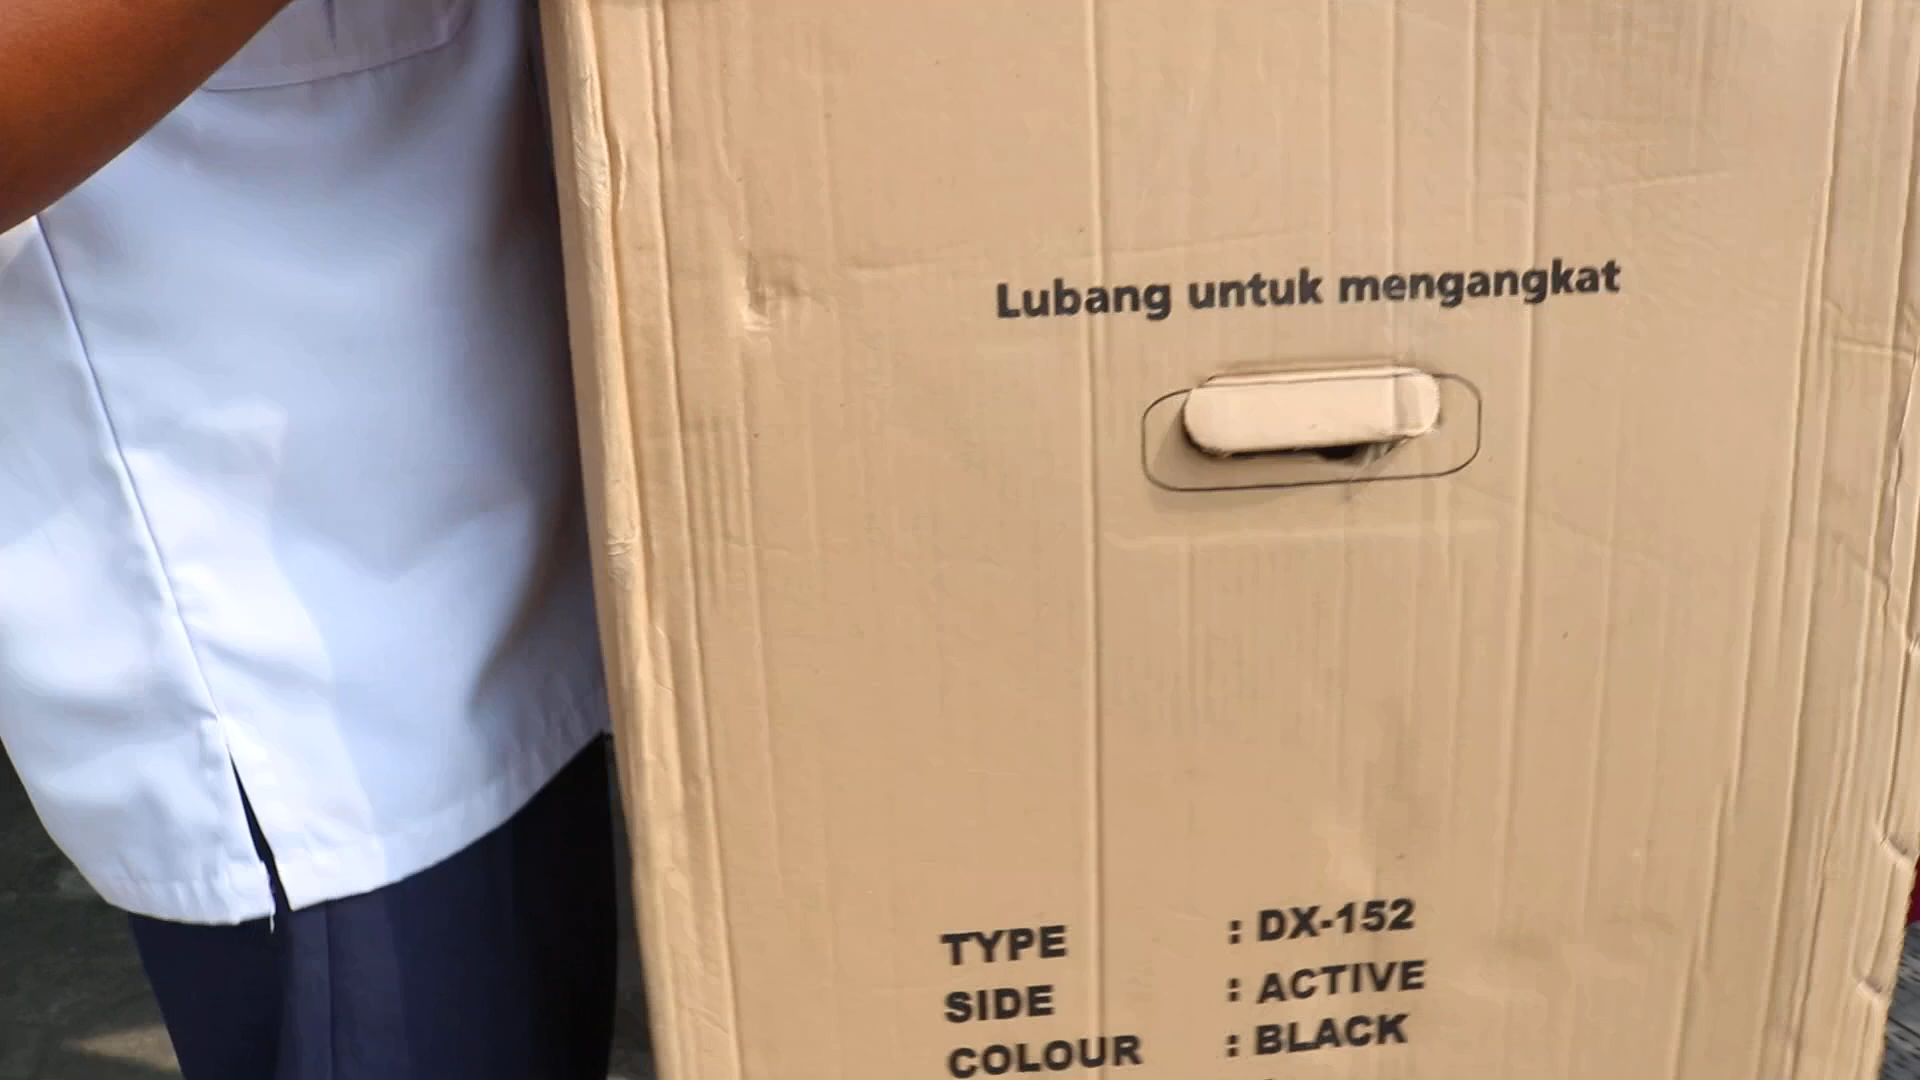 Lubang untuk mengangkat
TYPE : DX-152
SIDE : ACTIVE
COLOUR : BLACK